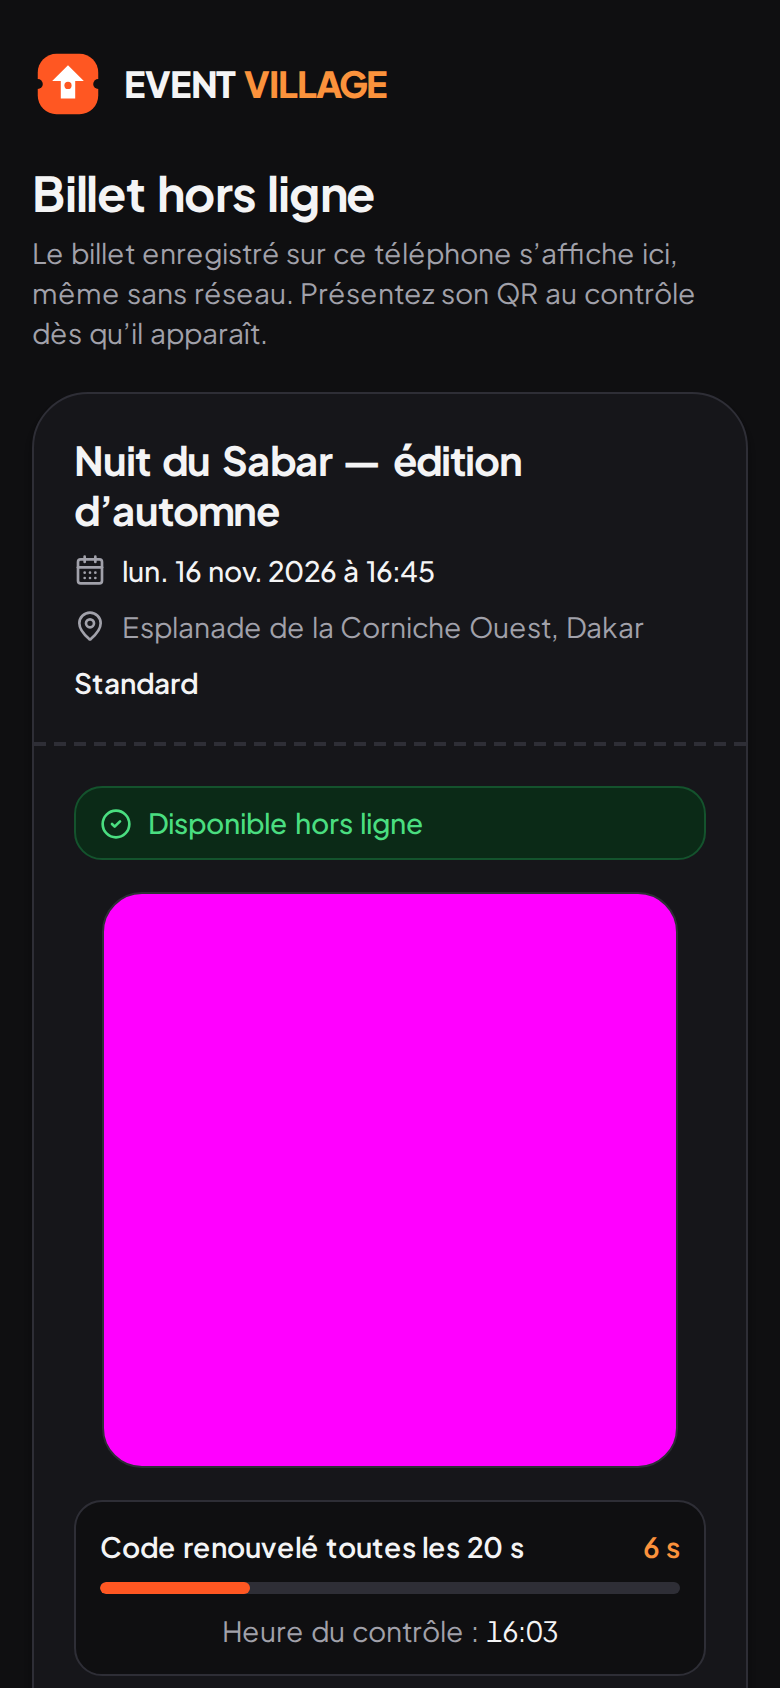 EVENT VILLAGE
Billet hors ligne
Le billet enregistré sur ce téléphone s’affiche ici,
même sans réseau. Présentez son QR au contrôle
dès qu’il apparaît.
Nuit du Sabar — édition
d’automne
lun. 16 nov. 2026 à 16:45
Esplanade de la Corniche Ouest, Dakar
Standard
Disponible hors ligne
Code renouvelé toutes les 20 s
6 s
Heure du contrôle : 16:03